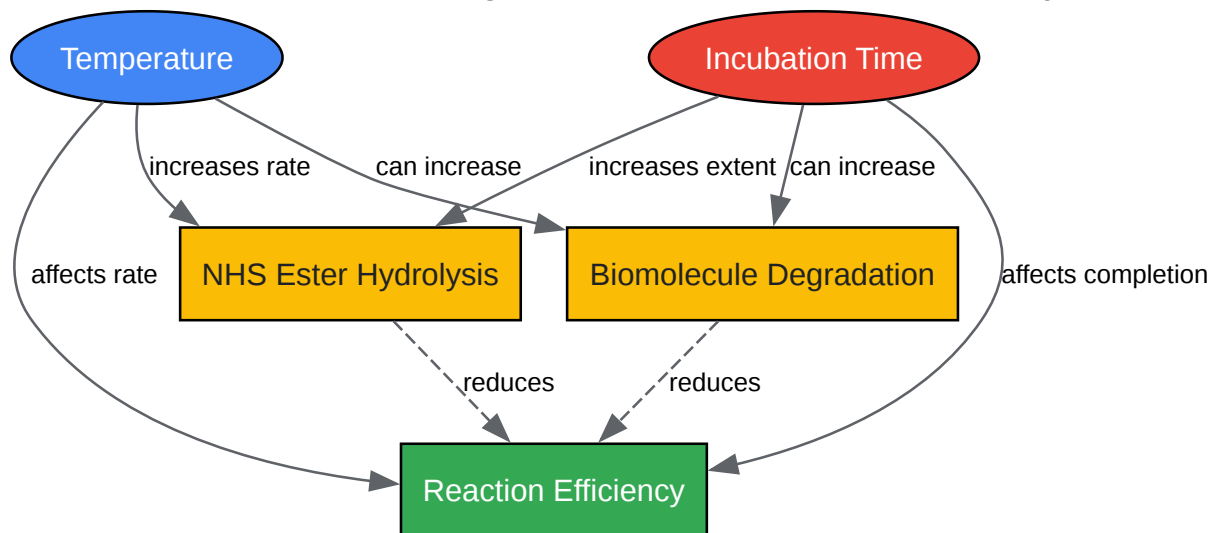 Temperature
Incubation Time
increases rate
can increase
increases extent
can increase
NHS Ester Hydrolysis
Biomolecule Degradation
affects rate
affects completion
reduces
reduces
Reaction Efficiency